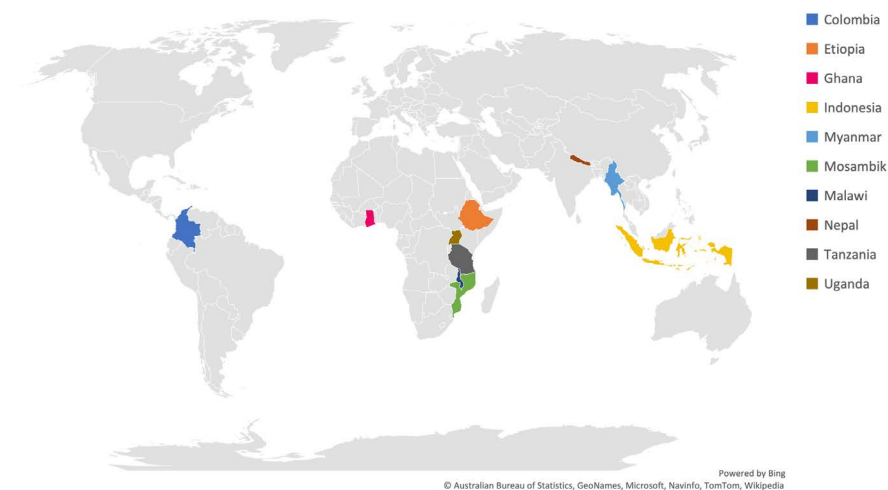 Colombia
Etiopia
Ghana
Indonesia
Myanmar
Mosambik
Malawi
Nepal
Tanzania
Uganda
Powered by Bing
© Australian Bureau of Statistics, GeoNames, Microsoft, Navinfo, TomTom, Wikipedia